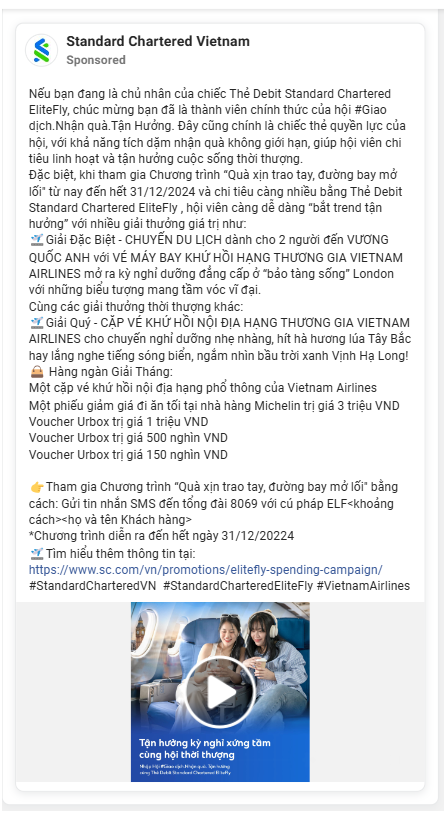 Standard Chartered Vietnam
Sponsored
Nếu bạn đang là chủ nhân của chiếc Thẻ Debit Standard Chartered
EliteFly, chúc mừng bạn đã là thành viên chính thức của hội #Giao
dịch.Nhận quà.Tận Hưởng. Đây cũng chính là chiếc thẻ quyền lực của
hội, với khả năng tích dặm nhận quà không giới hạn, giúp hội viên chi
tiêu linh hoạt và tận hưởng cuộc sống thời thượng.
Đặc biệt, khi tham gia Chương trình “Quà xịn trao tay, đường bay mở
lối" từ nay đến hết 31/12/2024 và chi tiêu càng nhiều bằng Thẻ Debit
Standard Chartered EliteFly , hội viên càng dễ dàng “bắt trend tận
hưởng” với nhiều giải thưởng giá trị như:
🛫Giải Đặc Biệt - CHUYẾN DU LỊCH dành cho 2 người đến VƯƠNG
QUỐC ANH với VÉ MÁY BAY KHỨ HỒI HẠNG THƯƠNG GIA VIETNAM
AIRLINES mở ra kỳ nghỉ dưỡng đẳng cấp ở “bảo tàng sống” London
với những biểu tượng mang tầm vóc vĩ đại.
Cùng các giải thưởng thời thượng khác:
🛫Giải Quý - CẶP VÉ KHỨ HỒI NỘI ĐỊA HẠNG THƯƠNG GIA VIETNAM
AIRLINES cho chuyến nghỉ dưỡng nhẹ nhàng, hít hà hương lúa Tây Bắc
hay lắng nghe tiếng sóng biển, ngắm nhìn bầu trời xanh Vịnh Hạ Long!
👜 Hàng ngàn Giải Tháng:
Một cặp vé khứ hồi nội địa hạng phổ thông của Vietnam Airlines
Một phiếu giảm giá đi ăn tối tại nhà hàng Michelin trị giá 3 triệu VND
Voucher Urbox trị giá 1 triệu VND
Voucher Urbox trị giá 500 nghìn VND
Voucher Urbox trị giá 150 nghìn VND
👉Tham gia Chương trình “Quà xịn trao tay, đường bay mở lối" bằng
cách: Gửi tin nhắn SMS đến tổng đài 8069 với cú pháp ELF<khoảng
cách><họ và tên Khách hàng>
*Chương trình diễn ra đến hết ngày 31/12/20224
🛫Tìm hiểu thêm thông tin tại:
https://www.sc.com/vn/promotions/elitefly-spending-campaign/
#StandardCharteredVN #StandardCharteredEliteFly #VietnamAirlines
Tận hưởng kỳ nghỉ xứng tầm
cùng hội thời thượng
Nhập Hội #Giao dịch.Nhận quà. Tận hưởng
cùng Thẻ Debit Standard Chartered EliteFly